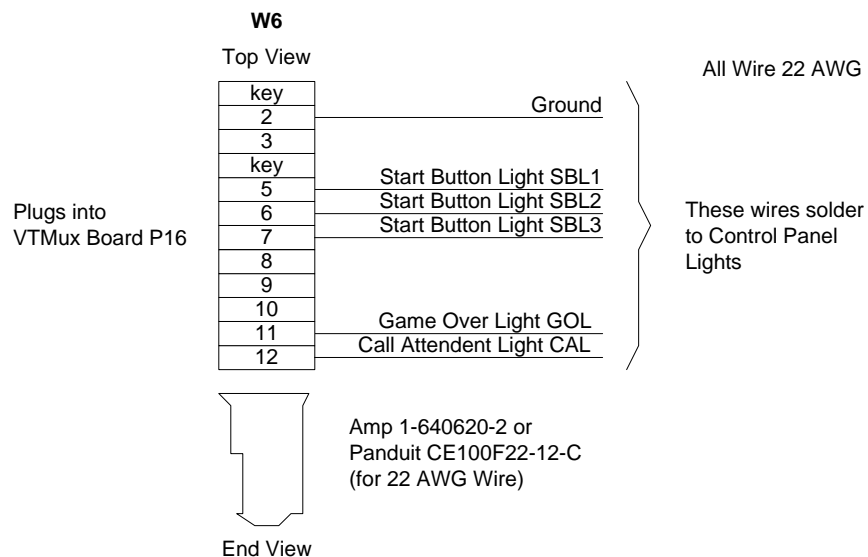 W6
Top View
All Wire 22 AWG
key
2 Ground
3
key
5 Start Button Light SBL1
6 Start Button Light SBL2
7 Start Button Light SBL3
8
9
10
11 Game Over Light GOL
12 Call Attendent Light CAL
Plugs into
VTMux Board P16
These wires solder
to Control Panel
Lights
Amp 1-640620-2 or
Panduit CE100F22-12-C
(for 22 AWG Wire)
End View